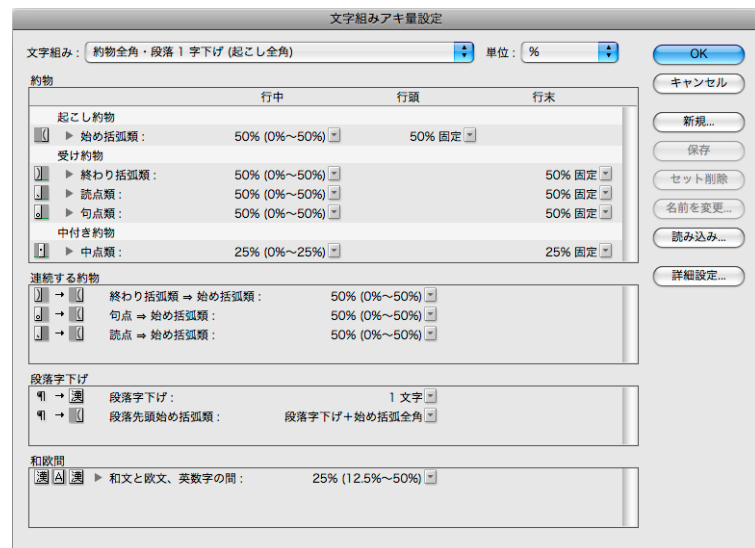 文字組みアキ量設定
文字組み： 約物全角・段落 1 字下げ (起こし全角) 単位： %
OK
キャンセル
新規...
保存
セット削除
名前を変更...
読み込み...
詳細設定...
約物
行中 行頭 行末
起こし約物
始め括弧類： 50% (0%〜50%) 50% 固定
受け約物
終わり括弧類： 50% (0%〜50%) 50% 固定
読点類： 50% (0%〜50%) 50% 固定
句点類： 50% (0%〜50%) 50% 固定
中付き約物
中点類： 25% (0%〜25%) 25% 固定
連続する約物
終わり括弧類 ⇒ 始め括弧類： 50% (0%〜50%)
句点 ⇒ 始め括弧類： 50% (0%〜50%)
読点 ⇒ 始め括弧類： 50% (0%〜50%)
段落字下げ
¶ → 漢 段落字下げ： 1 文字
¶ → 段落先頭始め括弧類： 段落字下げ＋始め括弧全角
和欧間
漢 A 漢 和文と欧文、英数字の間： 25% (12.5%〜50%)